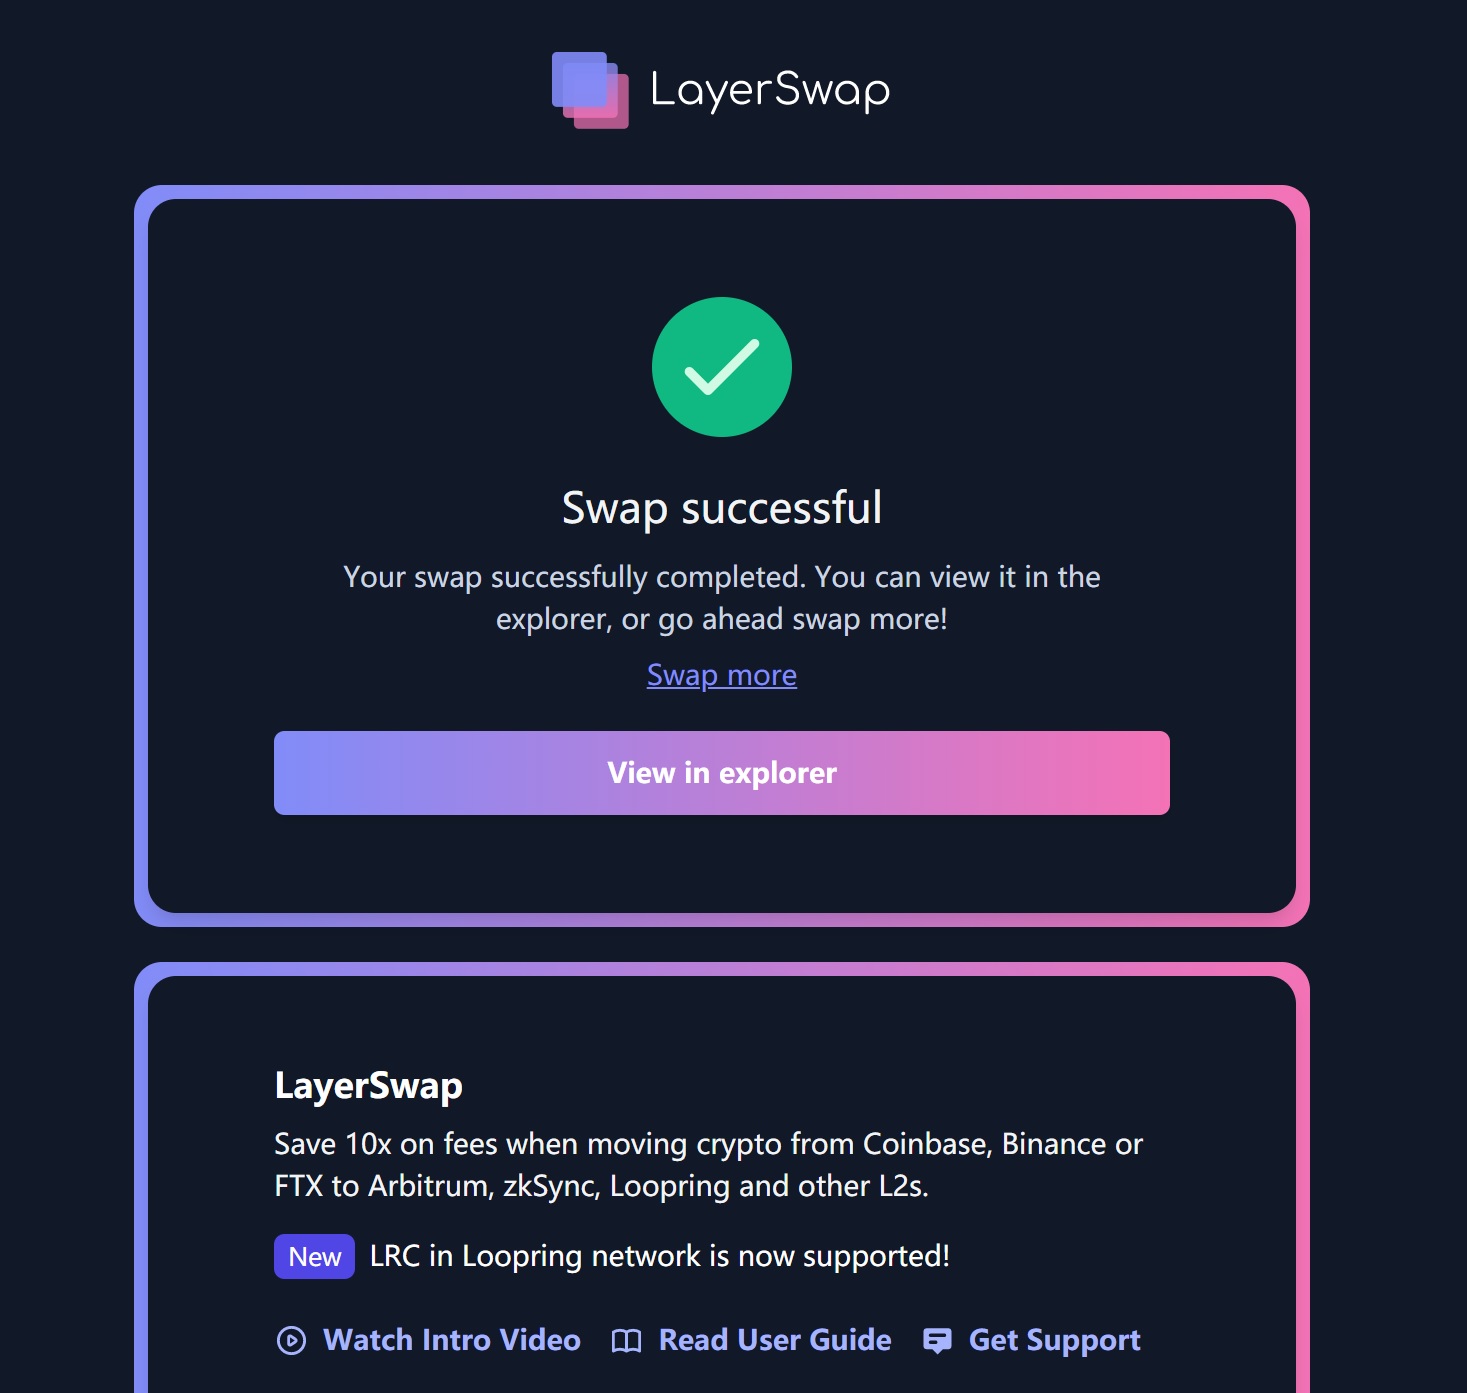 LayerSwap
Swap successful
Your swap successfully completed. You can view it in the
explorer, or go ahead swap more!
Swap more
View in explorer
LayerSwap
Save 10x on fees when moving crypto from Coinbase, Binance or
FTX to Arbitrum, zkSync, Loopring and other L2s.
New LRC in Loopring network is now supported!
Watch Intro Video Read User Guide Get Support